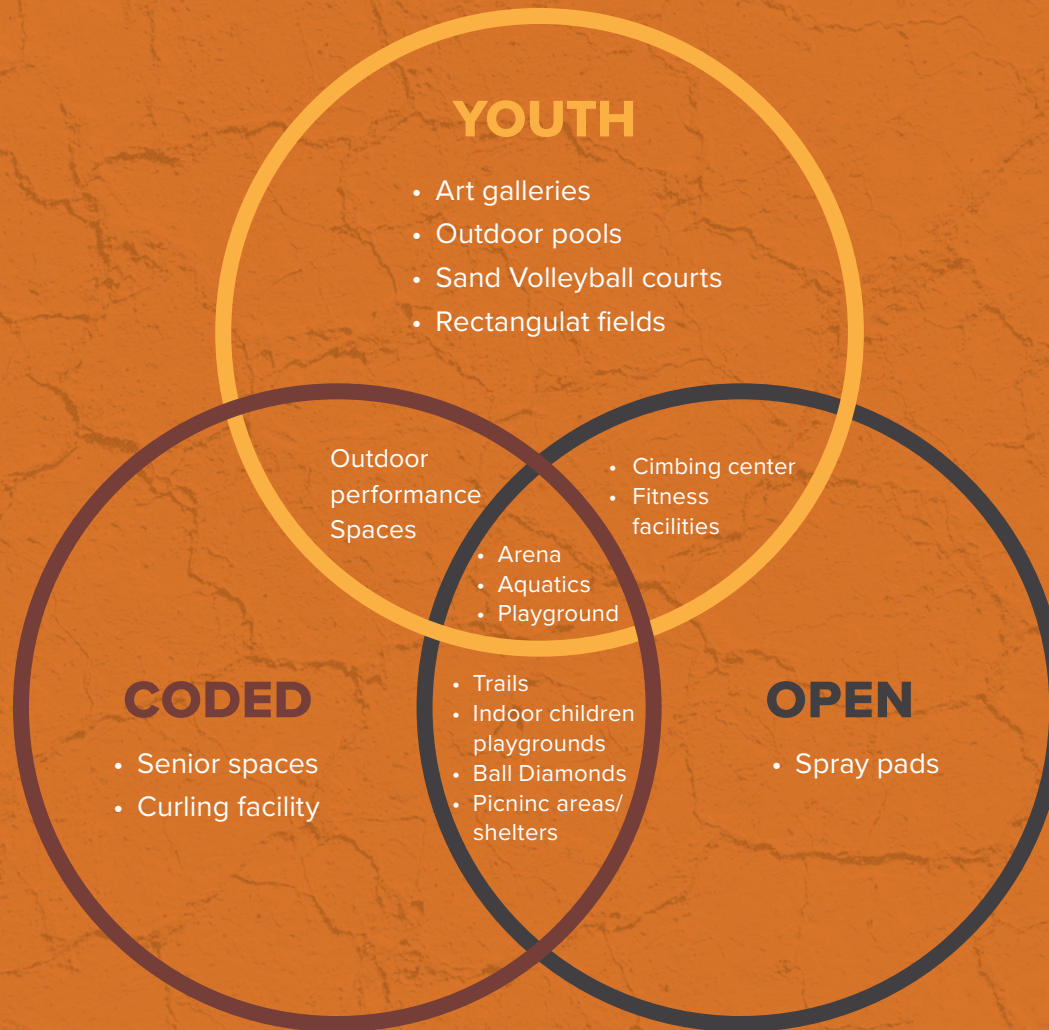 YOUTH
• Art galleries
• Outdoor pools
• Sand Volleyball courts
• Rectangulat fields
Outdoor
performance
Spaces
• Cimbing center
• Fitness
facilities
• Arena
• Aquatics
• Playground
CODED
• Senior spaces
• Curling facility
• Trails
• Indoor children
playgrounds
• Ball Diamonds
• Picninc areas/
shelters
OPEN
• Spray pads